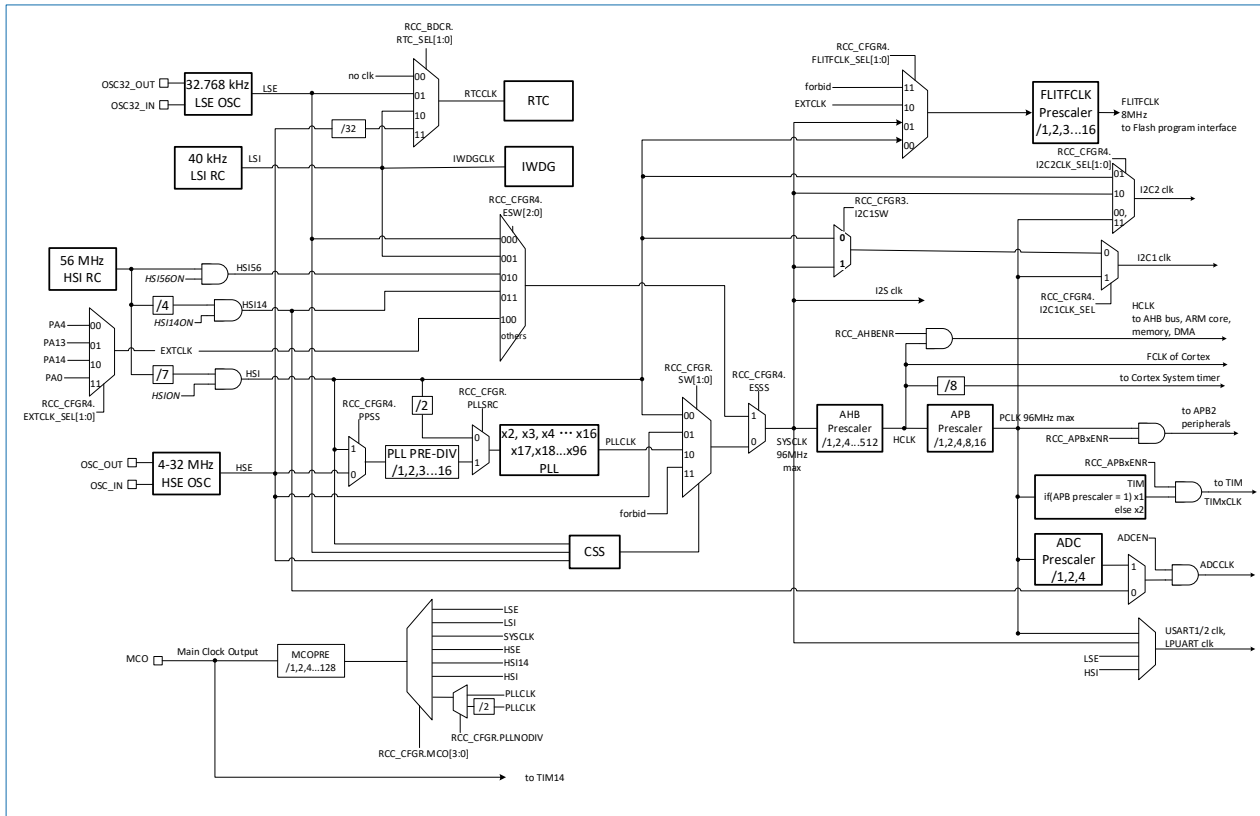 RCC_BDCR.
RTC_SEL[1:0]
OSC32_OUT
OSC32_IN
32.768 kHz
LSE OSC
LSE
no clk
00
01
10
11
/32
RTCCLK
RTC
40 kHz
LSI RC
LSI
IWDGCLK
IWDG
RCC_CFGR4.
ESW[2:0]
000
001
010
011
100
others
56 MHz
HSI RC
HSI56ON
HSI56
/4
HSI14ON
HSI14
PA4
PA13
PA14
PA0
00
01
10
11
EXTCLK
RCC_CFGR4.
EXTCLK_SEL[1:0]
/7
HSION
HSI
OSC_OUT
OSC_IN
4-32 MHz
HSE OSC
HSE
RCC_CFGR4.
PPSS
1
0
PLL PRE-DIV
/1,2,3...16
/2
RCC_CFGR.
PLLSRC
0
1
x2, x3, x4 ··· x16
x17,x18...x96
PLL
PLLCLK
RCC_CFGR.
SW[1:0]
00
01
10
11
forbid
CSS
RCC_CFGR4.
ESSS
1
0
SYSCLK
96MHz
max
RCC_CFGR4.
FLITFCLK_SEL[1:0]
forbid
EXTCLK
11
10
01
00
FLITFCLK
Prescaler
/1,2,3...16
FLITFCLK
8MHz
to Flash program interface
RCC_CFGR4.
I2C2CLK_SEL[1:0]
01
10
00,
11
I2C2 clk
RCC_CFGR3.
I2C1SW
0
1
0
1
I2C1 clk
RCC_CFGR4.
I2C1CLK_SEL
I2S clk
RCC_AHBENR
HCLK
to AHB bus, ARM core,
memory, DMA
FCLK of Cortex
/8
to Cortex System timer
AHB
Prescaler
/1,2,4...512
HCLK
APB
Prescaler
/1,2,4,8,16
PCLK 96MHz max
RCC_APBxENR
to APB2
peripherals
RCC_APBxENR
TIM
if(APB prescaler = 1) x1
else x2
to TIM
TIMxCLK
ADCEN
ADC
Prescaler
/1,2,4
1
0
ADCCLK
USART1/2 clk,
LPUART clk
LSE
HSI
MCO
Main Clock Output
MCOPRE
/1,2,4...128
LSE
LSI
SYSCLK
HSE
HSI14
HSI
PLLCLK
/2
PLLCLK
RCC_CFGR.PLLNODIV
RCC_CFGR.MCO[3:0]
to TIM14